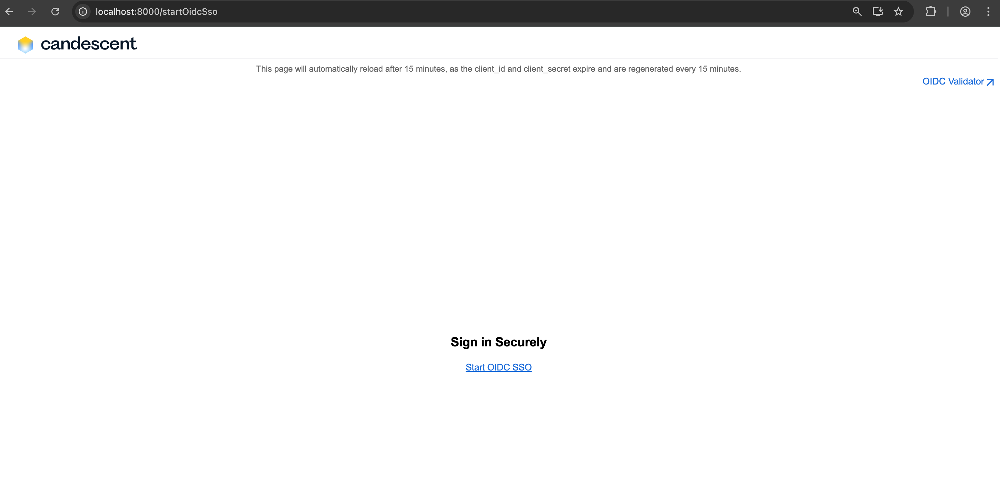 localhost:8000/startOidcSso
candescent
This page will automatically reload after 15 minutes, as the client_id and client_secret expire and are regenerated every 15 minutes.
OIDC Validator
Sign in Securely
Start OIDC SSO